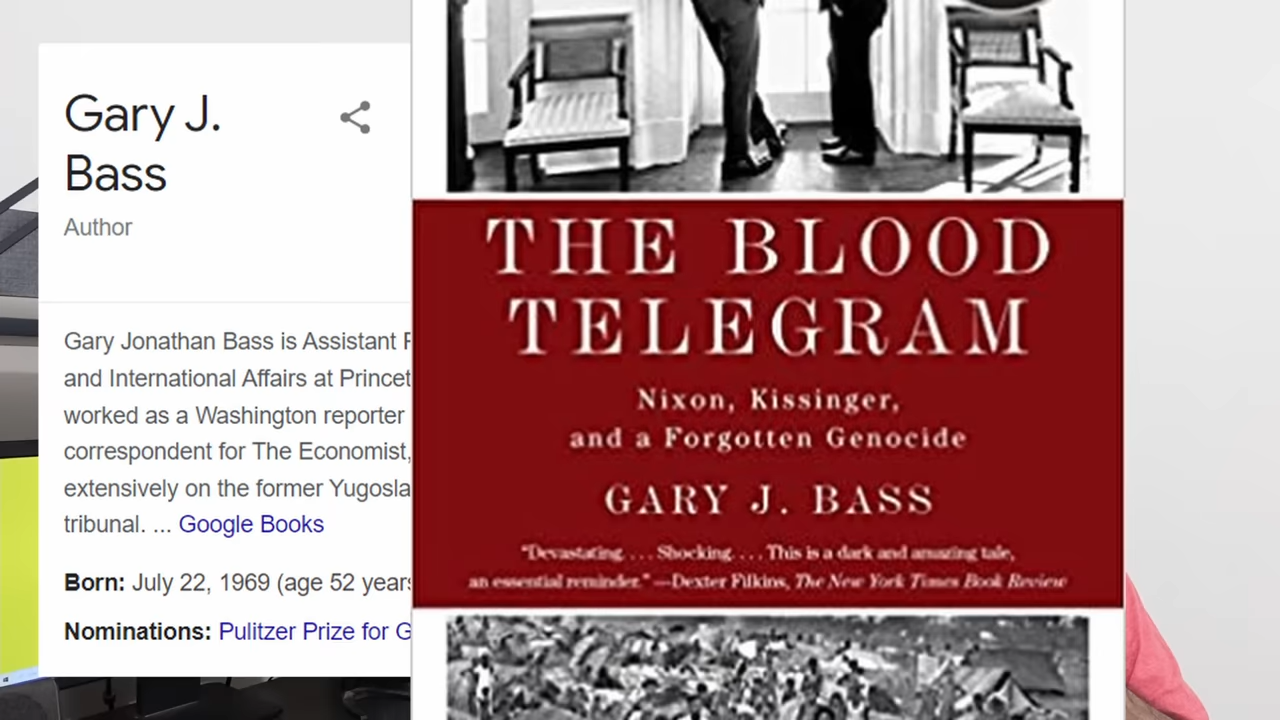 Gary J.
Bass
Author
Gary Jonathan Bass is Assistant
and International Affairs at Princet
worked as a Washington reporter
correspondent for The Economist,
extensively on the former Yugosla
tribunal. ... Google Books
Born: July 22, 1969 (age 52 years
Nominations: Pulitzer Prize for G
THE BLOOD
TELEGRAM
Nixon, Kissinger,
and a Forgotten Genocide
GARY J. BASS
"Devastating. . . . Shocking. . . . This is a dark and amazing tale,
an essential reminder." —Dexter Filkins, The New York Times Book Review